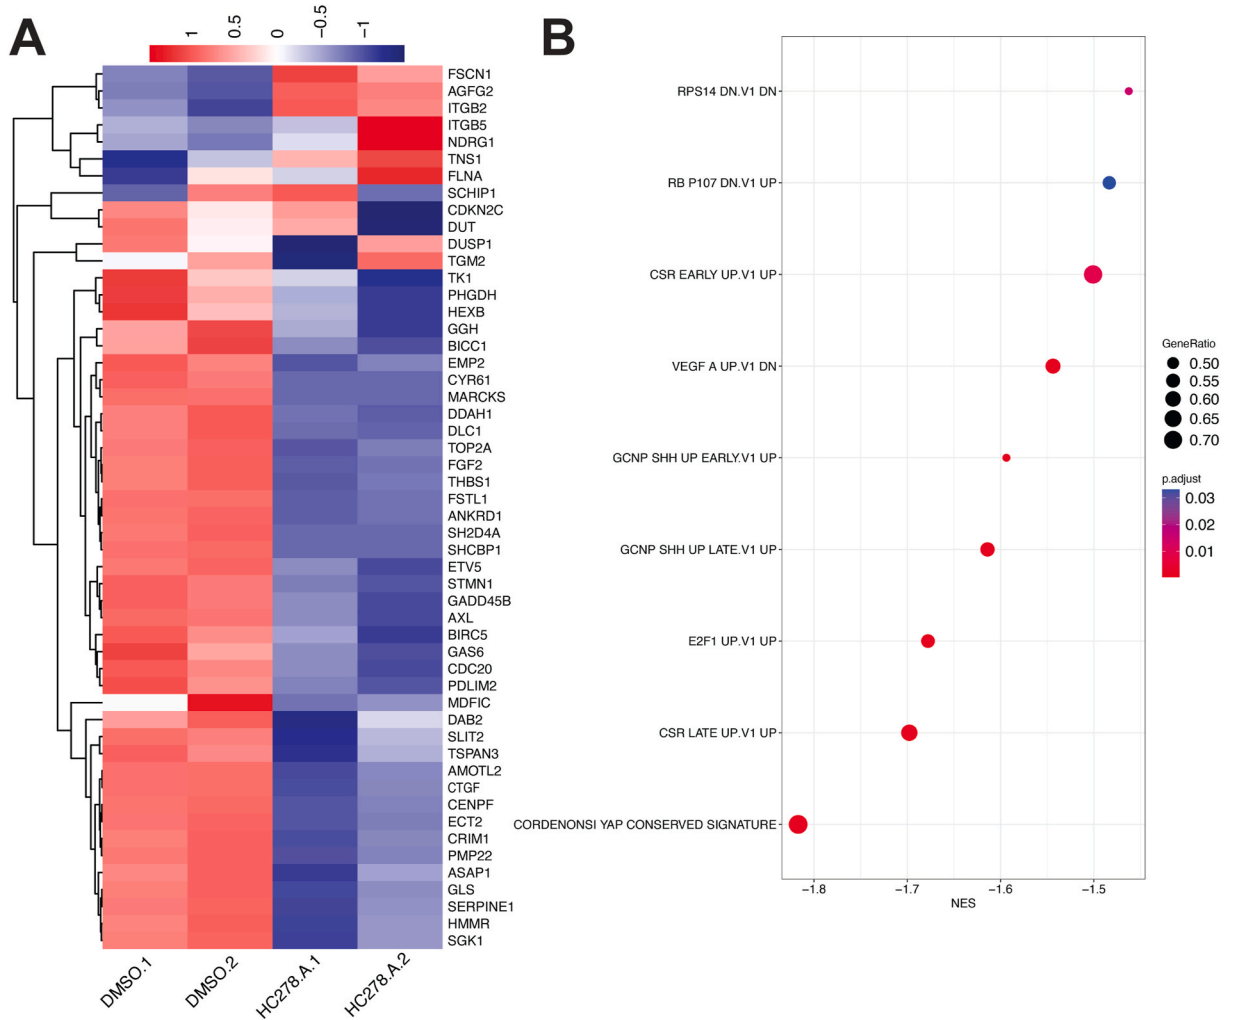 A
1
0.5
0
−0.5
−1
FSCN1
AGFG2
ITGB2
ITGB5
NDRG1
TNS1
FLNA
SCHIP1
CDKN2C
DUT
DUSP1
TGM2
TK1
PHGDH
HEXB
GGH
BICC1
EMP2
CYR61
MARCKS
DDAH1
DLC1
TOP2A
FGF2
THBS1
FSTL1
ANKRD1
SH2D4A
SHCBP1
ETV5
STMN1
GADD45B
AXL
BIRC5
GAS6
CDC20
PDLIM2
MDFIC
DAB2
SLIT2
TSPAN3
AMOTL2
CTGF
CENPF
ECT2
CRIM1
PMP22
ASAP1
GLS
SERPINE1
HMMR
SGK1
DMSO.1
DMSO.2
HC278.A.1
HC278.A.2
B
RPS14 DN.V1 DN
RB P107 DN.V1 UP
CSR EARLY UP.V1 UP
VEGF A UP.V1 DN
GCNP SHH UP EARLY.V1 UP
GCNP SHH UP LATE.V1 UP
E2F1 UP.V1 UP
CSR LATE UP.V1 UP
CORDENONSI YAP CONSERVED SIGNATURE
−1.8
−1.7
−1.6
−1.5
NES
GeneRatio
0.50
0.55
0.60
0.65
0.70
p.adjust
0.03
0.02
0.01